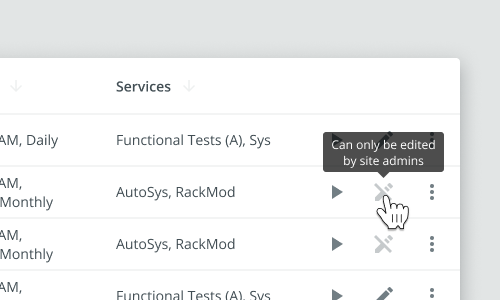 Services
AM, Daily
Functional Tests (A), Sys
Can only be edited
by site admins
AM,
Monthly
AutoSys, RackMod
AM,
Monthly
AutoSys, RackMod
AM,
Functional Tests (A), Sys